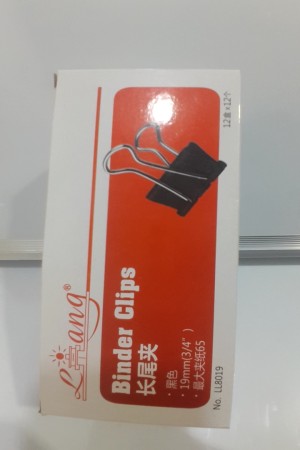 Liang®
Binder Clips
长尾夹
· 黑色
· 19mm(3/4")
· 最大夹纸65
No. LL8019
12盒×12个